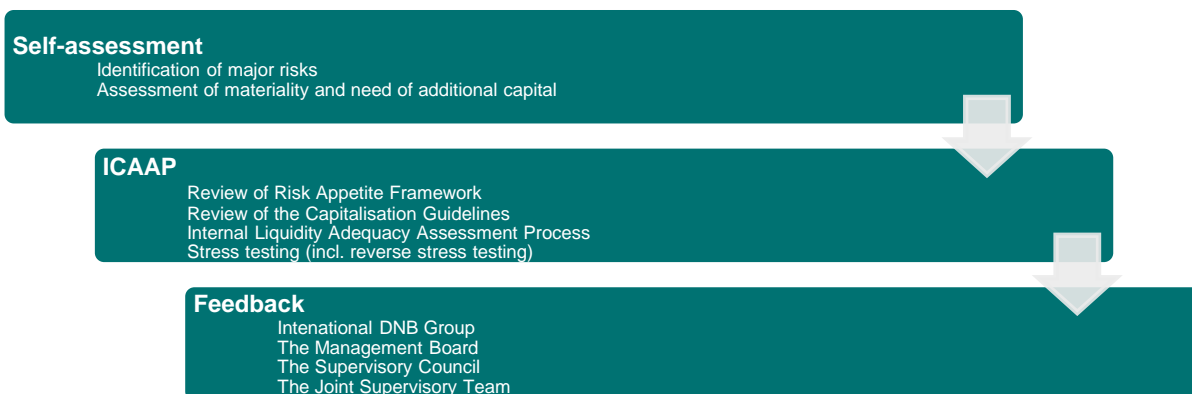 Self-assessment
Identification of major risks
Assessment of materiality and need of additional capital
ICAAP
Review of Risk Appetite Framework
Review of the Capitalisation Guidelines
Internal Liquidity Adequacy Assessment Process
Stress testing (incl. reverse stress testing)
Feedback
Intenational DNB Group
The Management Board
The Supervisory Council
The Joint Supervisory Team